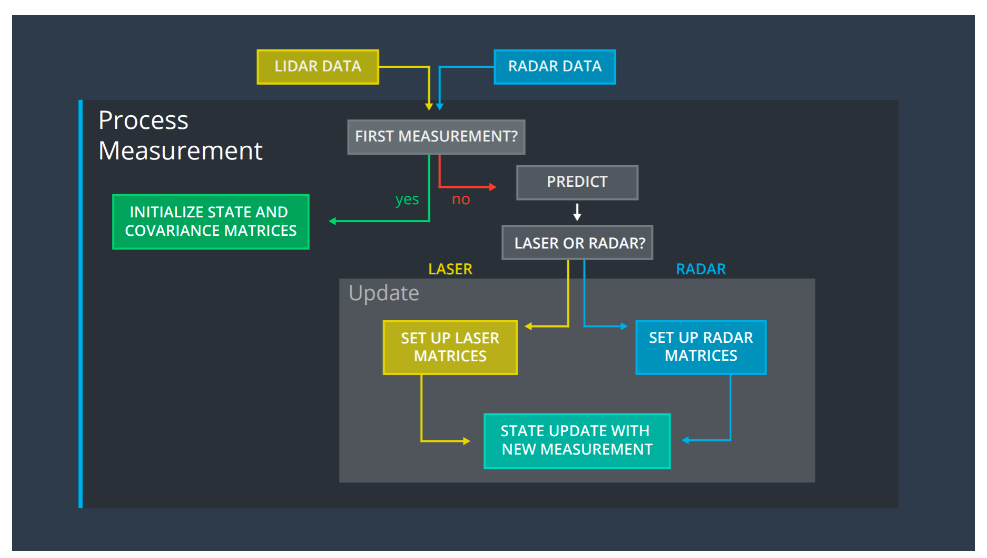 LIDAR DATA
RADAR DATA
Process
Measurement
FIRST MEASUREMENT?
PREDICT
yes
no
INITIALIZE STATE AND
COVARIANCE MATRICES
LASER OR RADAR?
LASER
RADAR
Update
SET UP LASER
MATRICES
SET UP RADAR
MATRICES
STATE UPDATE WITH
NEW MEASUREMENT